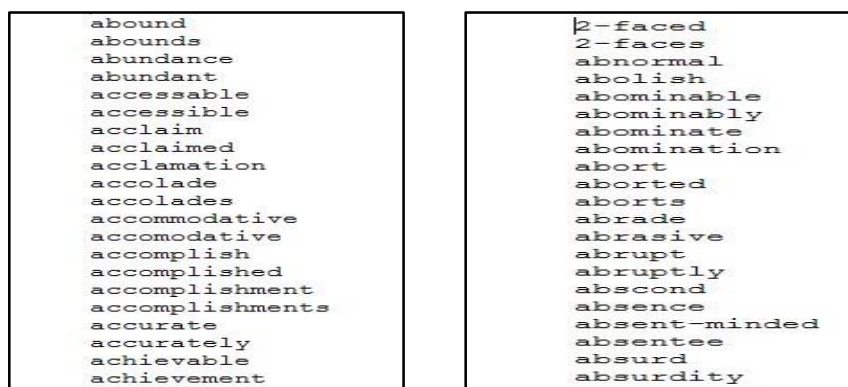 abound
abounds
abundance
abundant
accessable
accessible
acclaim
acclaimed
acclamation
accolade
accolades
accommodative
accomodative
accomplish
accomplished
accomplishment
accomplishments
accurate
accurately
achievable
achievement
2-faced
2-faces
abnormal
abolish
abominable
abominably
abominate
abomination
abort
aborted
aborts
abrade
abrasive
abrupt
abruptly
abscond
absence
absent-minded
absentee
absurd
absurdity